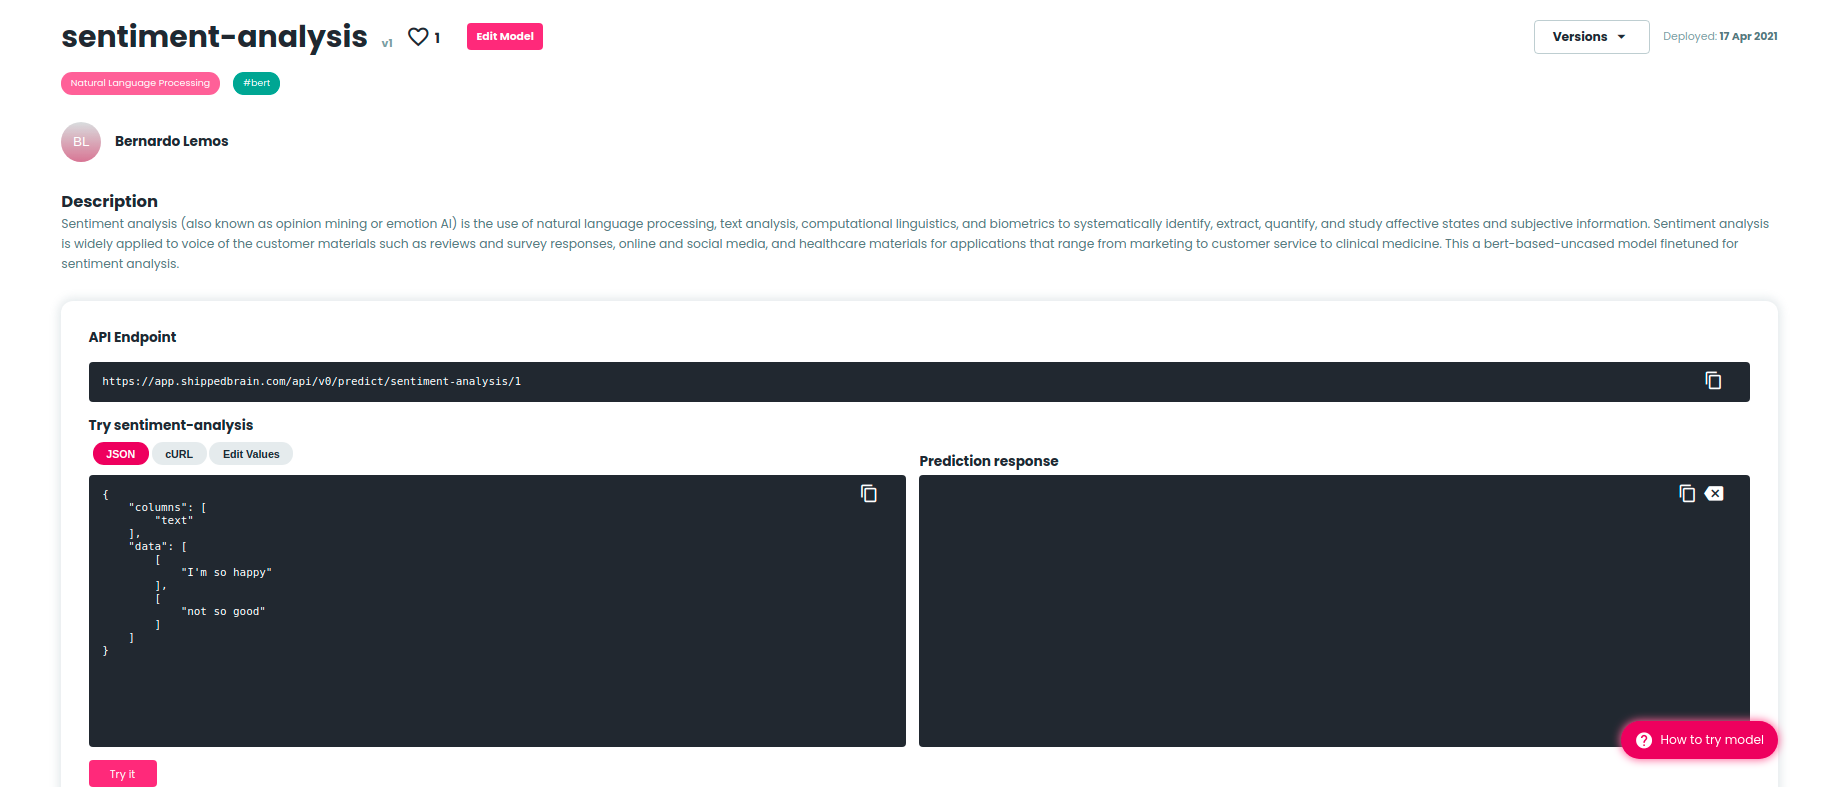 sentiment-analysis v1 1 Edit Model Versions Deployed: 17 Apr 2021
Natural Language Processing #bert
BL Bernardo Lemos
Description
Sentiment analysis (also known as opinion mining or emotion AI) is the use of natural language processing, text analysis, computational linguistics, and biometrics to systematically identify, extract, quantify, and study affective states and subjective information. Sentiment analysis
is widely applied to voice of the customer materials such as reviews and survey responses, online and social media, and healthcare materials for applications that range from marketing to customer service to clinical medicine. This a bert-based-uncased model finetuned for
sentiment analysis.
API Endpoint
https://app.shippedbrain.com/api/v0/predict/sentiment-analysis/1
Try sentiment-analysis
JSON cURL Edit Values
{
    "columns": [
        "text"
    ],
    "data": [
        [
            "I'm so happy"
        ],
        [
            "not so good"
        ]
    ]
}
Try it
Prediction response
How to try model